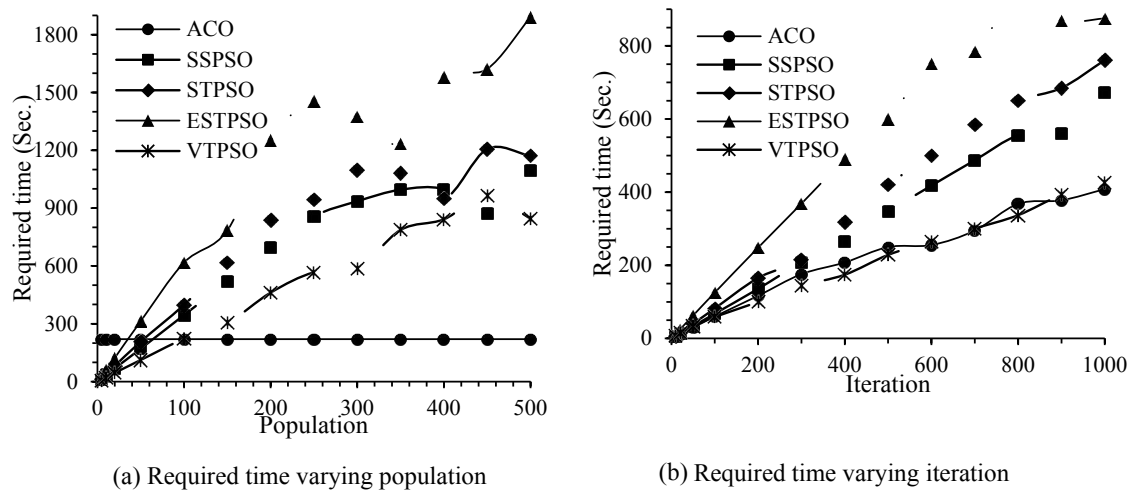 1800
1500
1200
900
600
300
0
Required time (Sec.)
ACO
SSPSO
STPSO
ESTPSO
VTPSO
0 100 200 300 400 500
Population
(a) Required time varying population
800
600
400
200
0
Required time (Sec.)
ACO
SSPSO
STPSO
ESTPSO
VTPSO
0 200 400 600 800 1000
Iteration
(b) Required time varying iteration